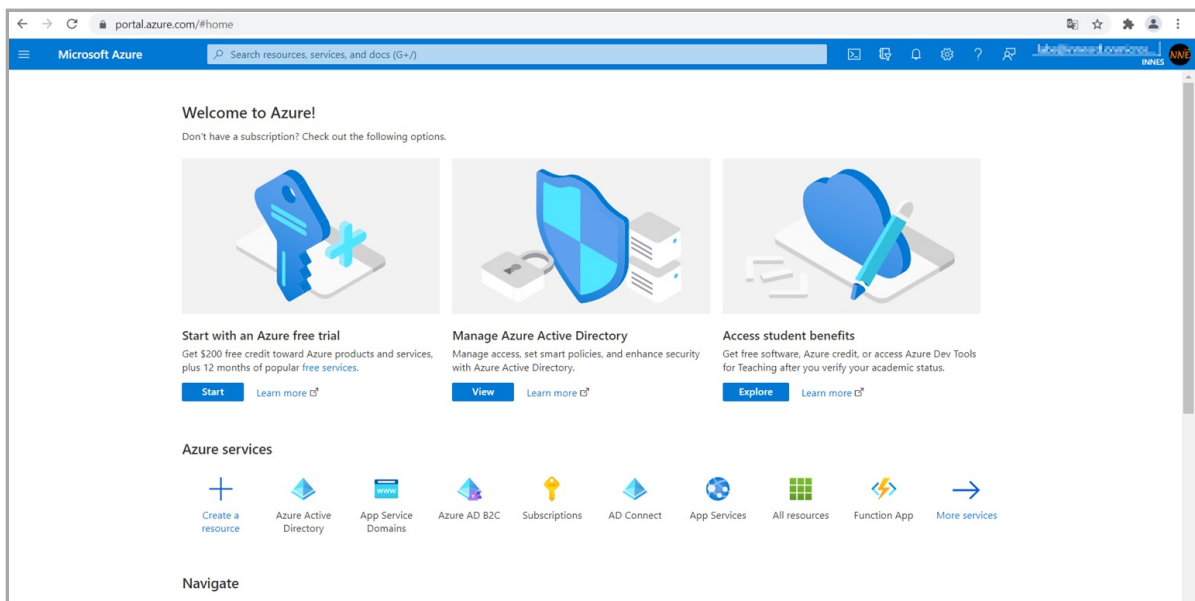 portal.azure.com/#home
Microsoft Azure
Search resources, services, and docs (G+/)
INNES
Welcome to Azure!
Don't have a subscription? Check out the following options.
Start with an Azure free trial
Get $200 free credit toward Azure products and services,
plus 12 months of popular free services.
Start
Learn more
Manage Azure Active Directory
Manage access, set smart policies, and enhance security
with Azure Active Directory.
View
Learn more
Access student benefits
Get free software, Azure credit, or access Azure Dev Tools
for Teaching after you verify your academic status.
Explore
Learn more
Azure services
www
Create a
resource
Azure Active
Directory
App Service
Domains
Azure AD B2C
Subscriptions
AD Connect
App Services
All resources
Function App
More services
Navigate